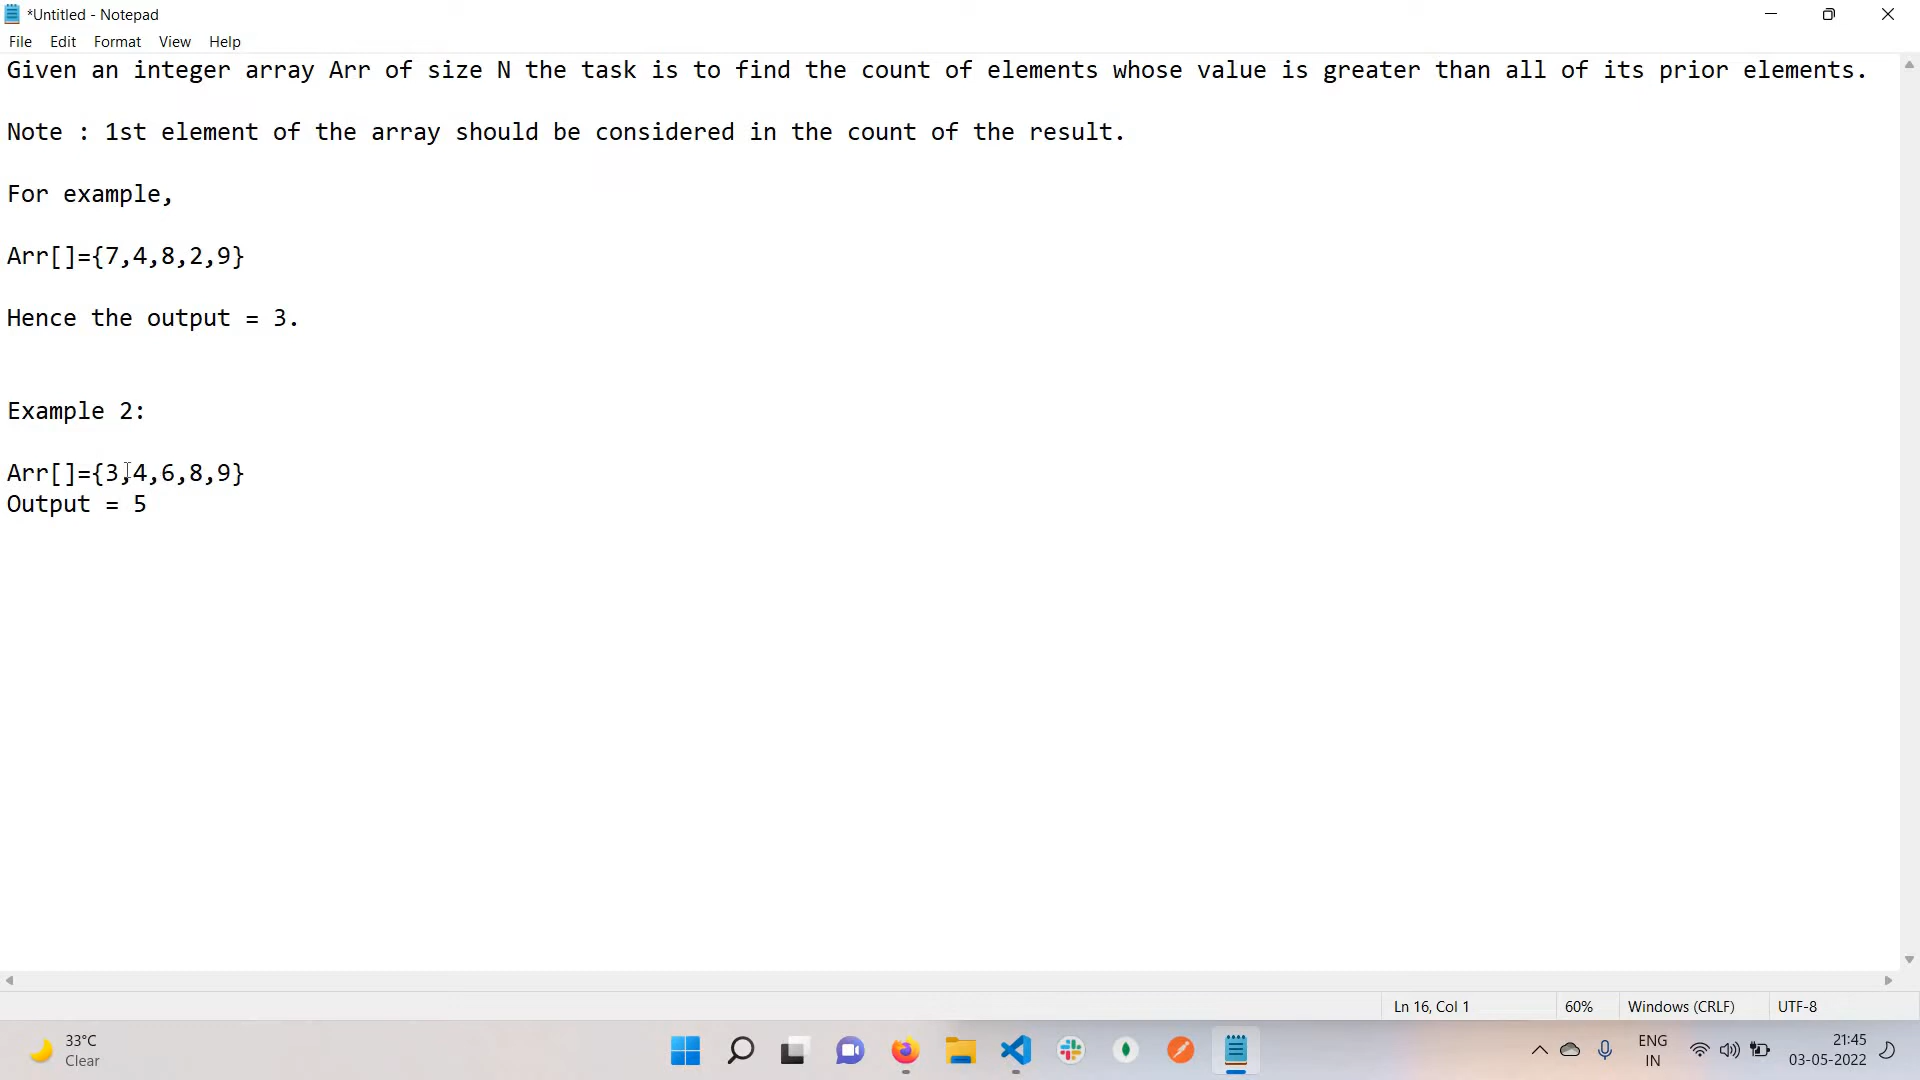 *Untitled - Notepad
File Edit Format View Help
Given an integer array Arr of size N the task is to find the count of elements whose value is greater than all of its prior elements.
Note : 1st element of the array should be considered in the count of the result.
For example,
Arr[]={7,4,8,2,9}
Hence the output = 3.
Example 2:
Arr[]={3,4,6,8,9}
Output = 5
Ln 16, Col 1 60% Windows (CRLF) UTF-8
33°C
Clear
ENG
IN
21:45
03-05-2022